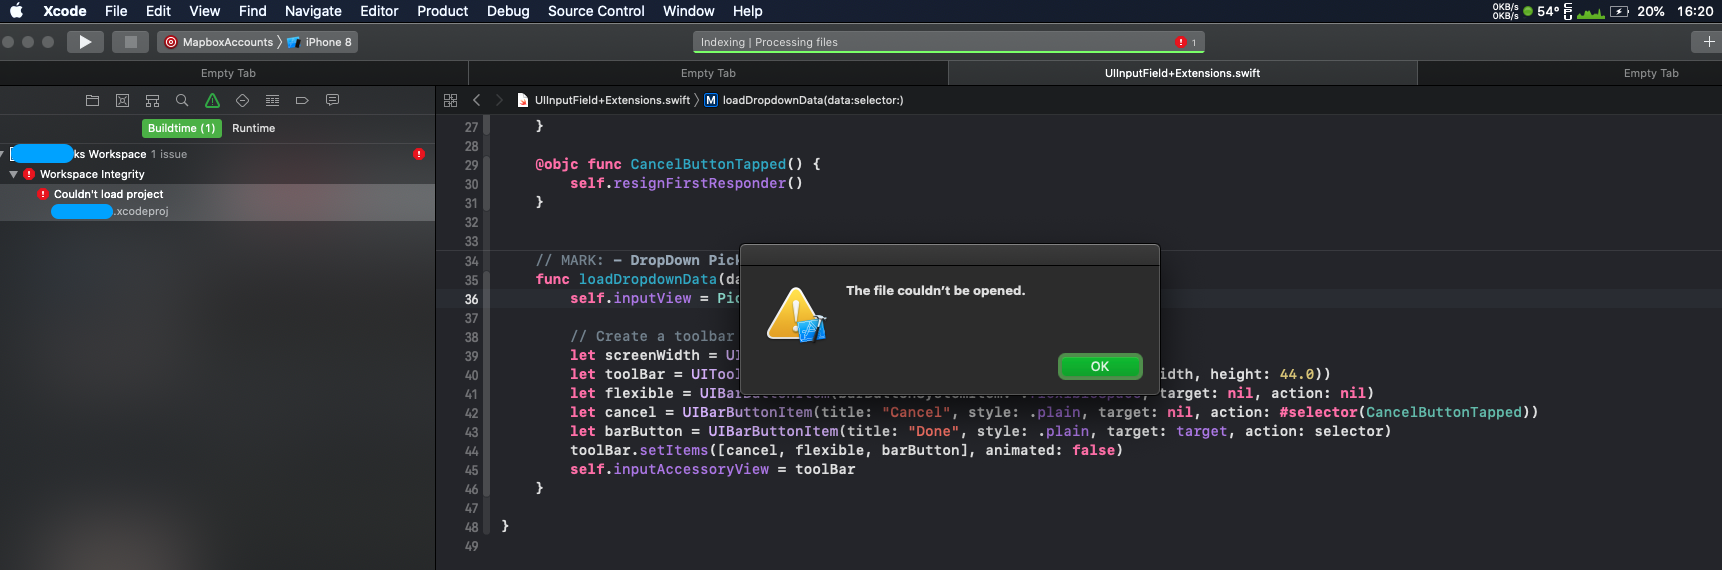 Xcode File Edit View Find Navigate Editor Product Debug Source Control Window Help 0KB/s 0KB/s 54° CPU 20% 16:20
MapboxAccounts 〉 iPhone 8
Indexing | Processing files 1
Empty Tab Empty Tab UIInputField+Extensions.swift Empty Tab
UIInputField+Extensions.swift 〉 M loadDropdownData(data:selector:)
Buildtime (1) Runtime
ks Workspace 1 issue
Workspace Integrity
Couldn't load project
.xcodeproj
27 }
28
29 @objc func CancelButtonTapped() {
30 self.resignFirstResponder()
31 }
32
33
34 // MARK: - DropDown Pick
35 func loadDropdownData(da
36 self.inputView = Pic
37
38 // Create a toolbar
39 let screenWidth = UI
40 let toolBar = UITool idth, height: 44.0))
41 let flexible = UIBarButtonItem(barButtonSystemItem: .flexibleSpace, target: nil, action: nil)
42 let cancel = UIBarButtonItem(title: "Cancel", style: .plain, target: nil, action: #selector(CancelButtonTapped))
43 let barButton = UIBarButtonItem(title: "Done", style: .plain, target: target, action: selector)
44 toolBar.setItems([cancel, flexible, barButton], animated: false)
45 self.inputAccessoryView = toolBar
46 }
47
48 }
49
The file couldn't be opened.
OK